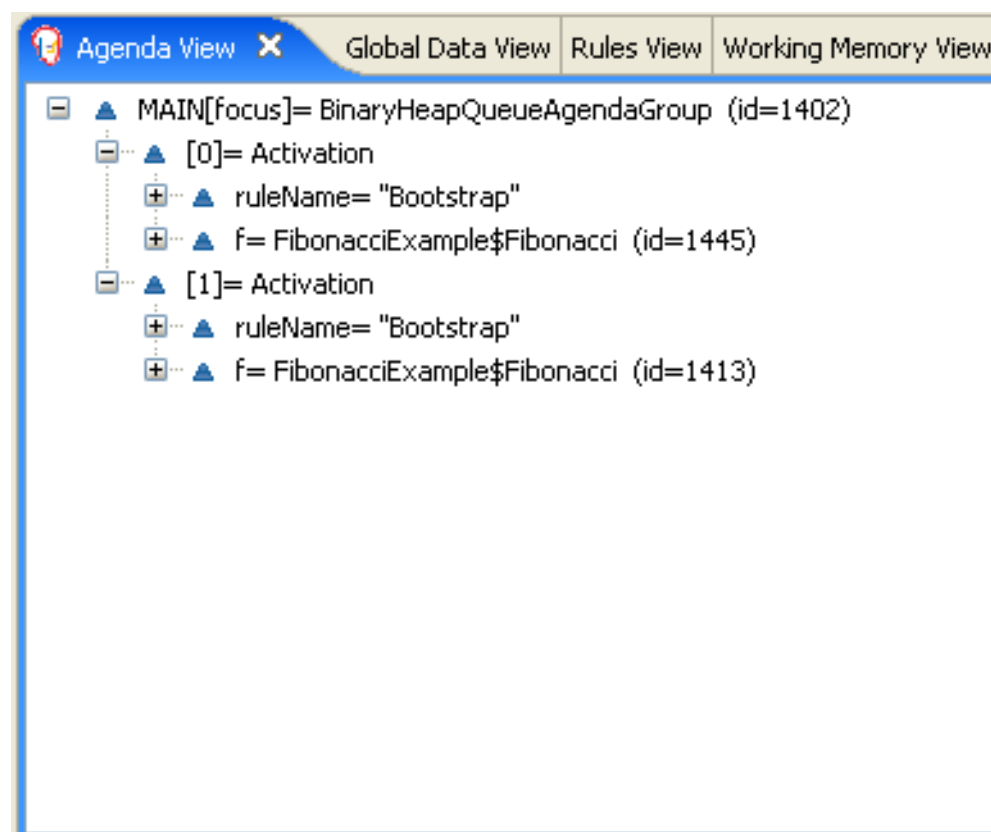 Agenda View Global Data View Rules View Working Memory View
MAIN[focus]= BinaryHeapQueueAgendaGroup (id=1402)
[0]= Activation
ruleName= "Bootstrap"
f= FibonacciExample$Fibonacci (id=1445)
[1]= Activation
ruleName= "Bootstrap"
f= FibonacciExample$Fibonacci (id=1413)